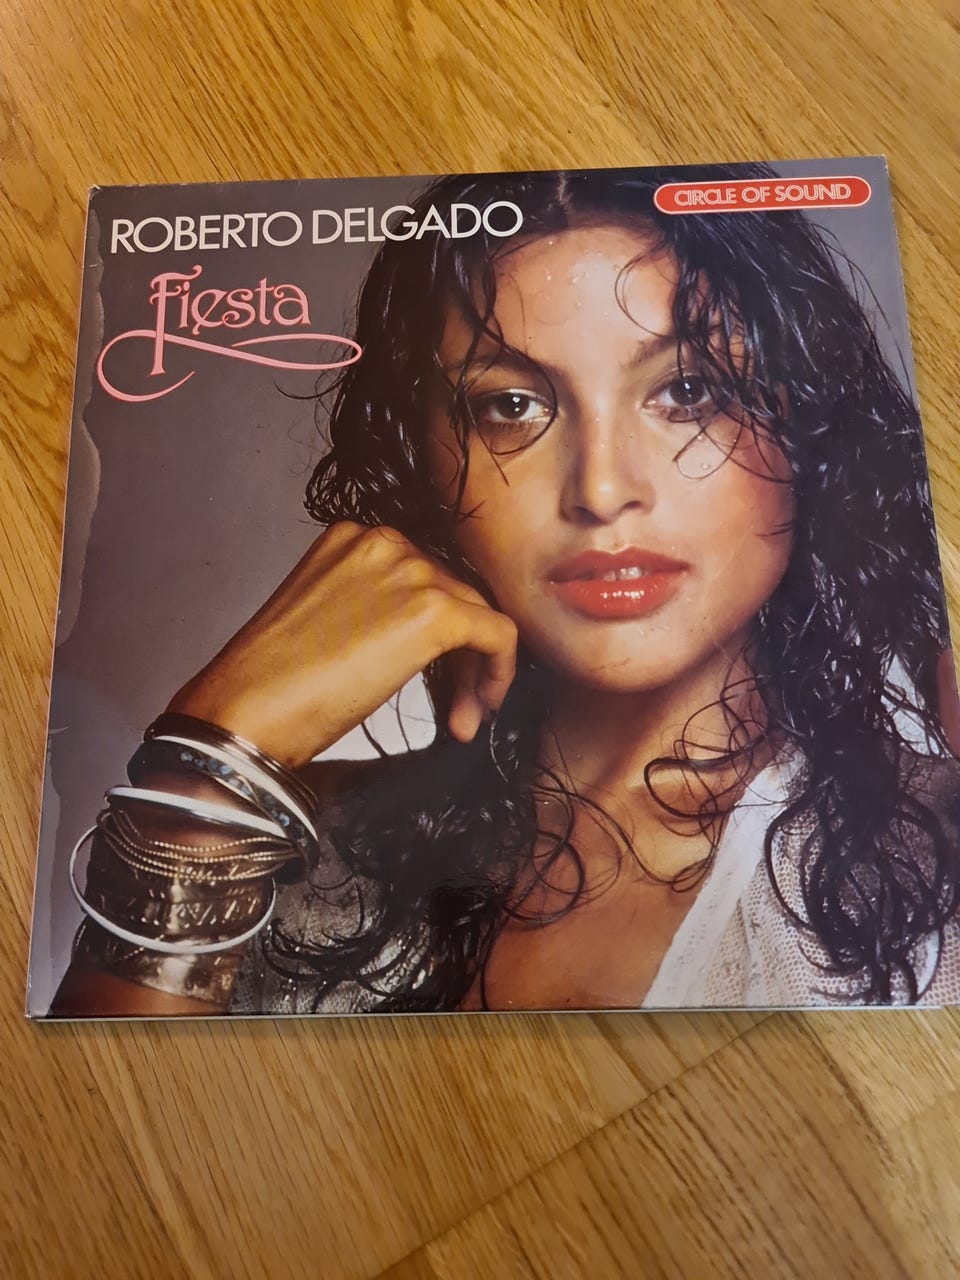 ROBERTO DELGADO
CIRCLE OF SOUND
Fiesta